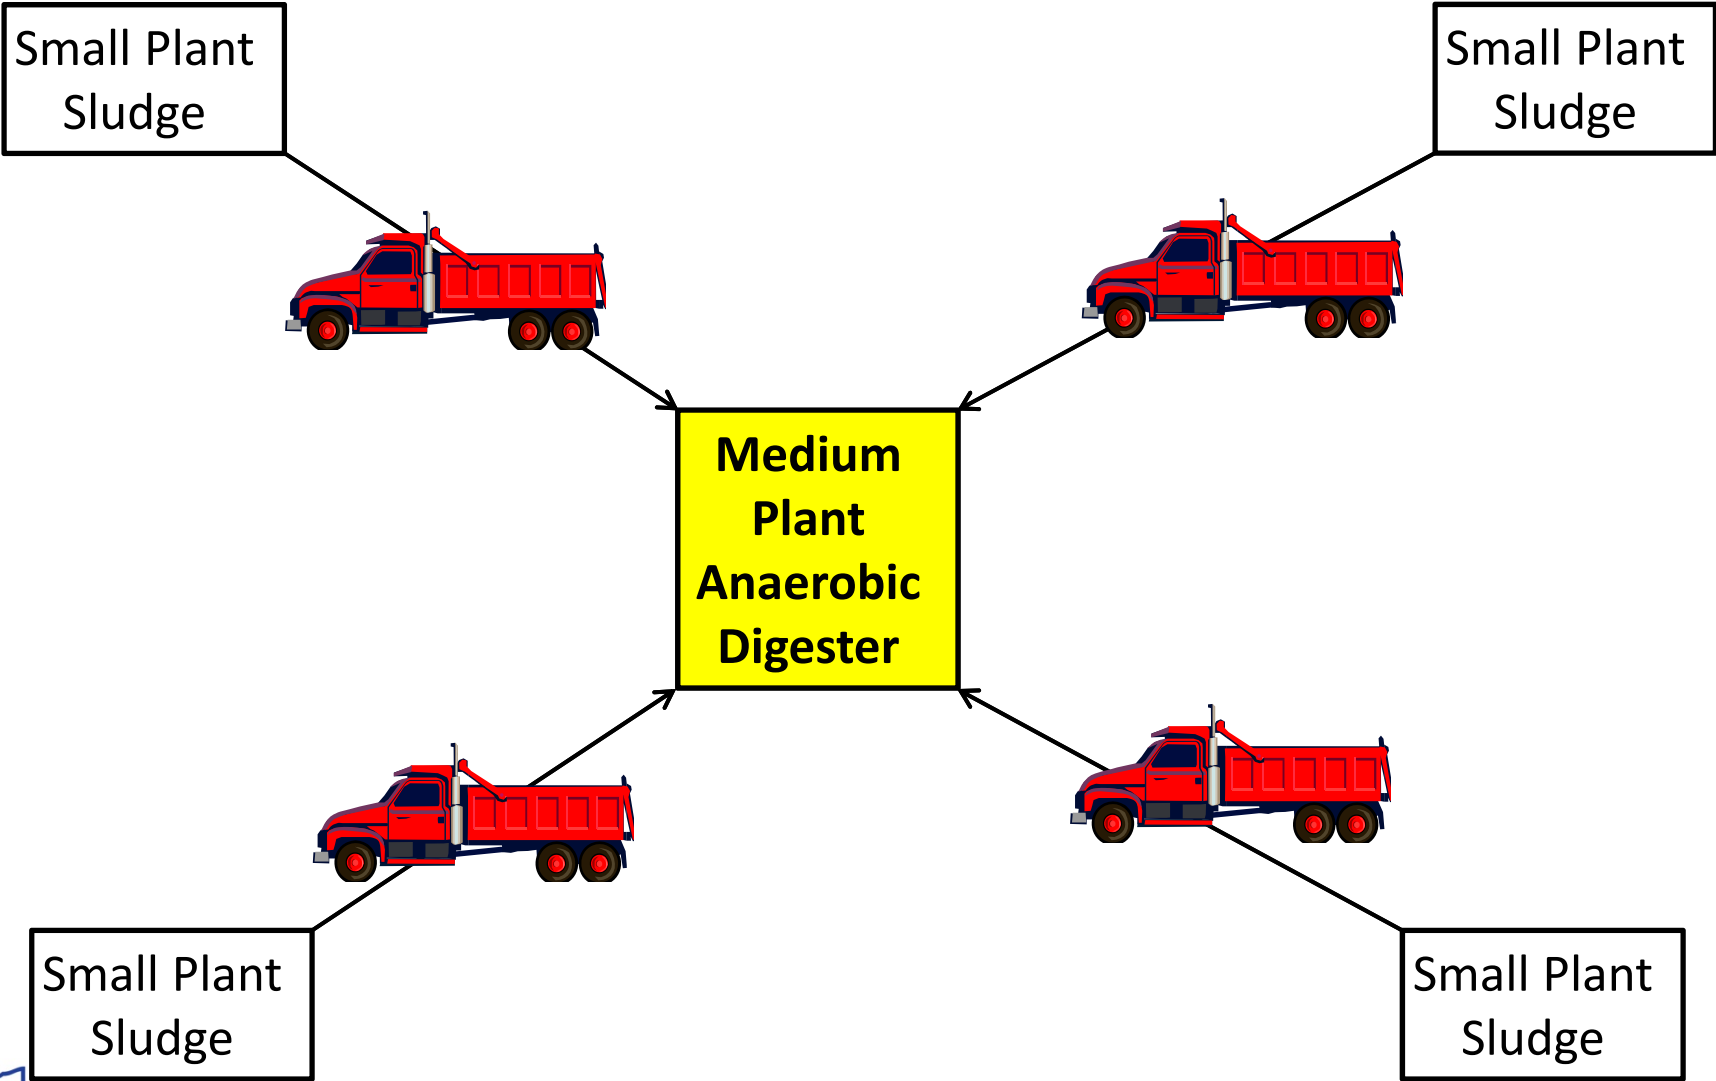 Small Plant
Sludge
Small Plant
Sludge
Medium
Plant
Anaerobic
Digester
Small Plant
Sludge
Small Plant
Sludge